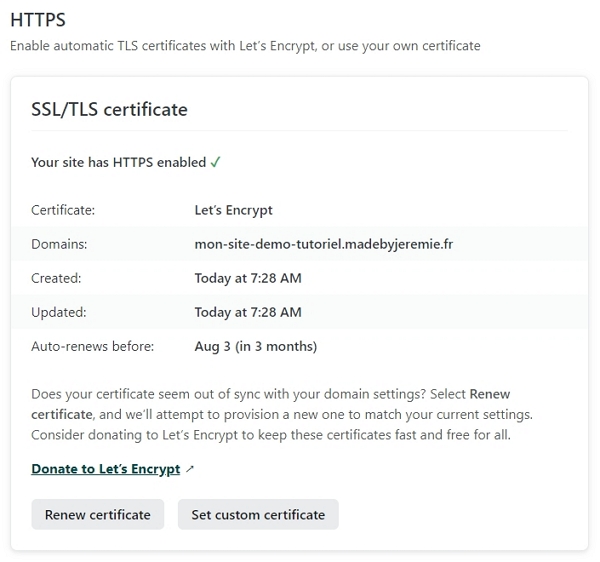 HTTPS
Enable automatic TLS certificates with Let’s Encrypt, or use your own certificate
SSL/TLS certificate
Your site has HTTPS enabled ✓
Certificate: Let’s Encrypt
Domains: mon-site-demo-tutoriel.madebyjeremie.fr
Created: Today at 7:28 AM
Updated: Today at 7:28 AM
Auto-renews before: Aug 3 (in 3 months)
Does your certificate seem out of sync with your domain settings? Select Renew
certificate, and we’ll attempt to provision a new one to match your current settings.
Consider donating to Let’s Encrypt to keep these certificates fast and free for all.
Donate to Let’s Encrypt ↗
Renew certificate Set custom certificate